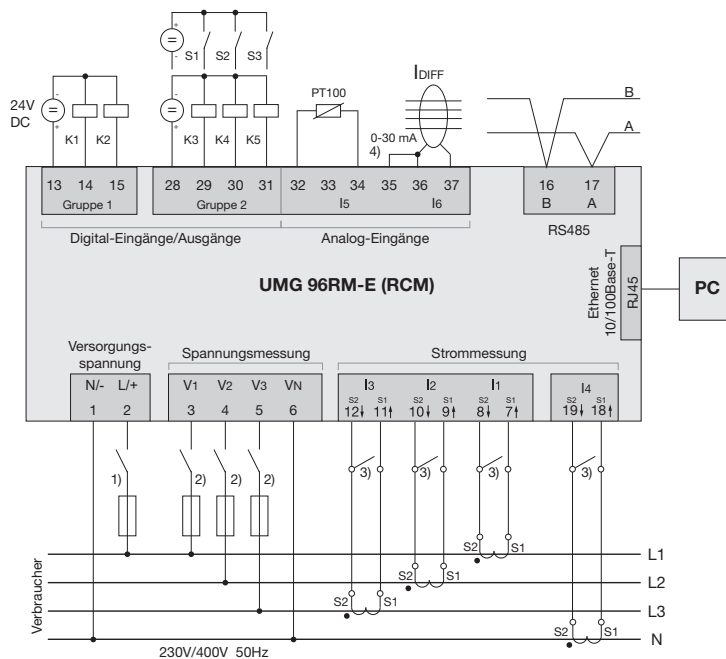 S1 S2 S3
24V
DC
K1 K2
K3 K4 K5
PT100
IDIFF
0-30 mA
4)
B
A
13 14 15 28 29 30 31 32 33 34 35 36 37 16 17
Gruppe 1 Gruppe 2 I5 I6 B A
Digital-Eingänge/Ausgänge Analog-Eingänge RS485
UMG 96RM-E (RCM)
Ethernet
10/100Base-T
RJ45
PC
Versorgungs-
spannung
Spannungsmessung Strommessung
N/- L/+ V1 V2 V3 VN I3 I2 I1 I4
S2 S1 S2 S1 S2 S1 S2 S1
1 2 3 4 5 6 12 11 10 9 8 7 19 18
1) 2) 2) 2) 3) 3) 3) 3)
Verbraucher
S2 S1 L1
S2 S1 L2
S2 S1 L3
S2 S1 N
230V/400V 50Hz
- + - + - +